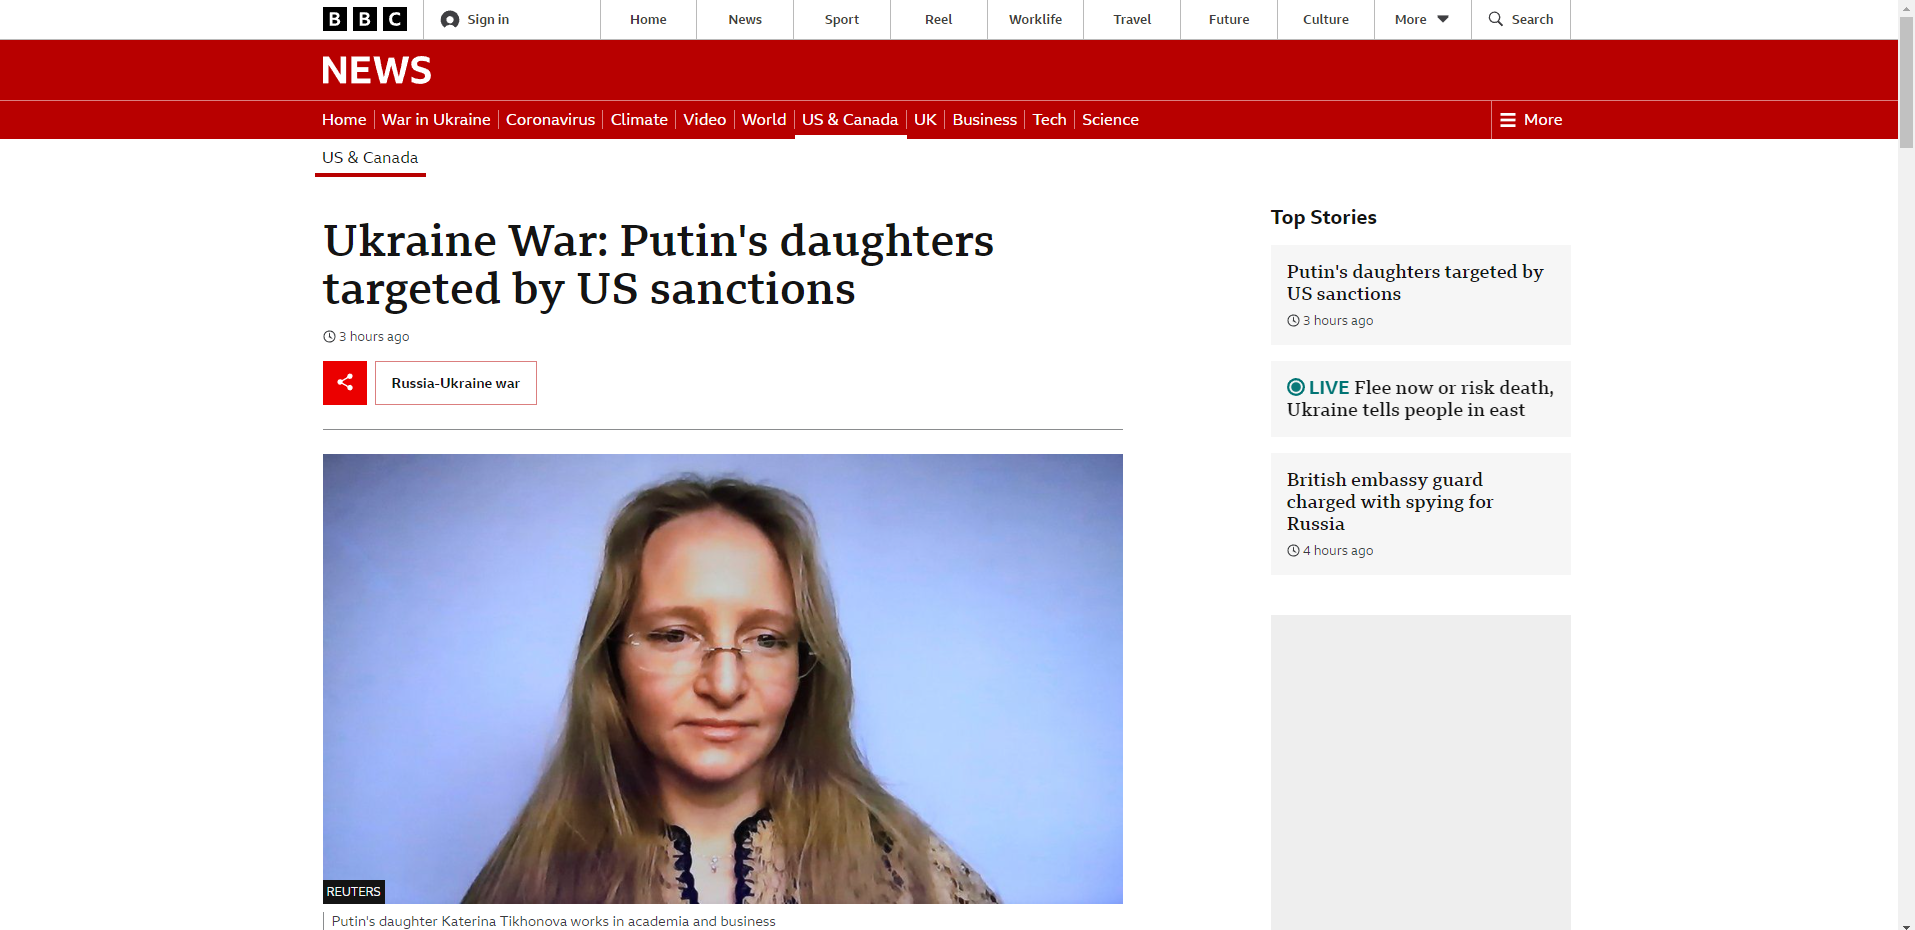 BBC
Sign in
Home
News
Sport
Reel
Worklife
Travel
Future
Culture
More
Search
NEWS
Home
War in Ukraine
Coronavirus
Climate
Video
World
US & Canada
UK
Business
Tech
Science
More
US & Canada
Ukraine War: Putin's daughters
targeted by US sanctions
3 hours ago
Russia-Ukraine war
REUTERS
Putin's daughter Katerina Tikhonova works in academia and business
Top Stories
Putin's daughters targeted by
US sanctions
3 hours ago
LIVE Flee now or risk death,
Ukraine tells people in east
British embassy guard
charged with spying for
Russia
4 hours ago